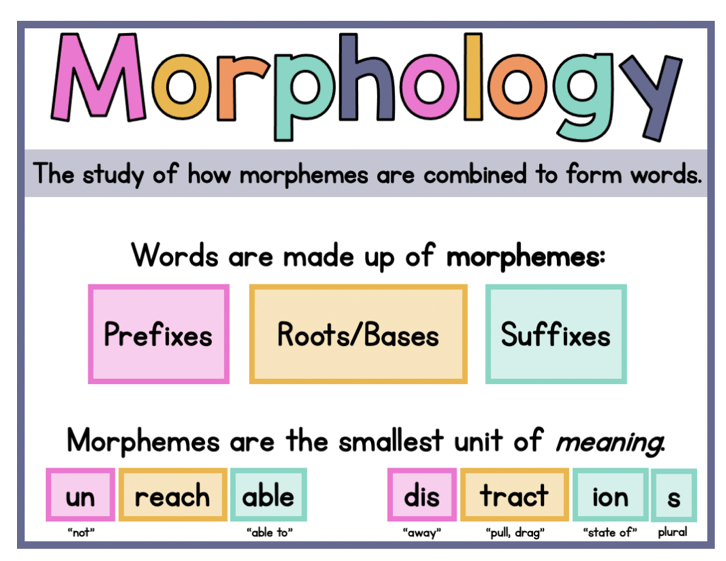 Morphology
The study of how morphemes are combined to form words.
Words are made up of morphemes:
Prefixes Roots/Bases Suffixes
Morphemes are the smallest unit of meaning.
un reach able dis tract ion s
"not" "able to" "away" "pull, drag" "state of" plural